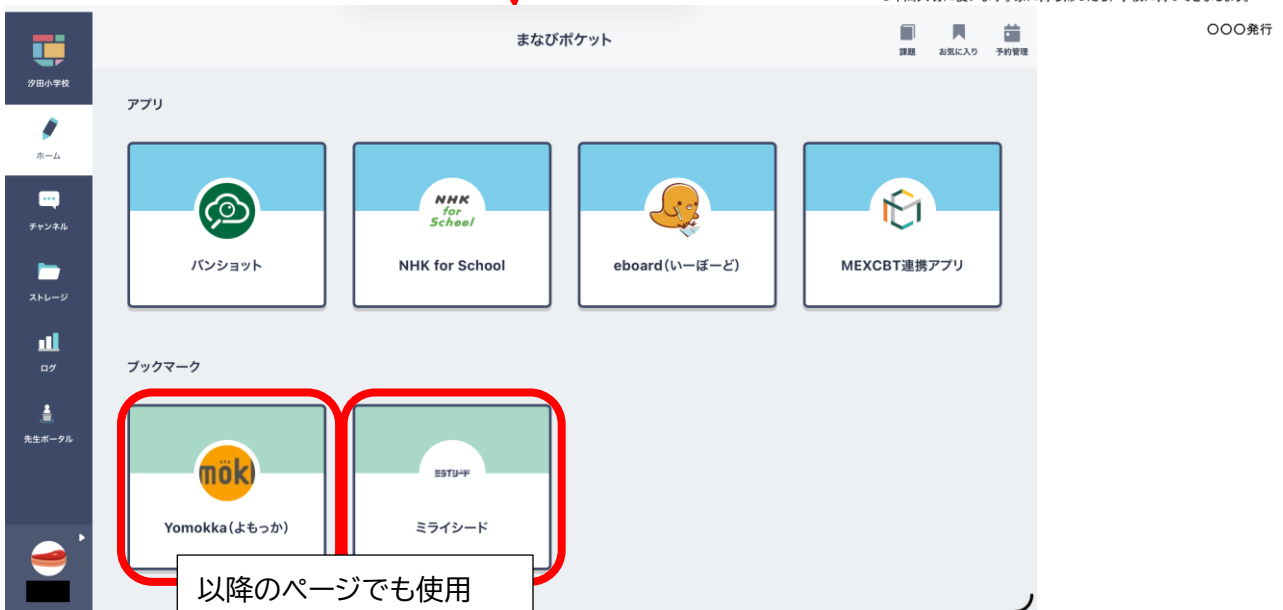 〇〇〇発行
まなびポケット
課題
お気に入り
予約管理
汐田小学校
ホーム
チャンネル
ストレージ
ログ
先生ポータル
アプリ
バンショット
NHK for School
NHK for School
eboard(いーぼーど)
MEXCBT連携アプリ
ブックマーク
mök
Yomokka(よもっか)
ミライシード
以降のページでも使用